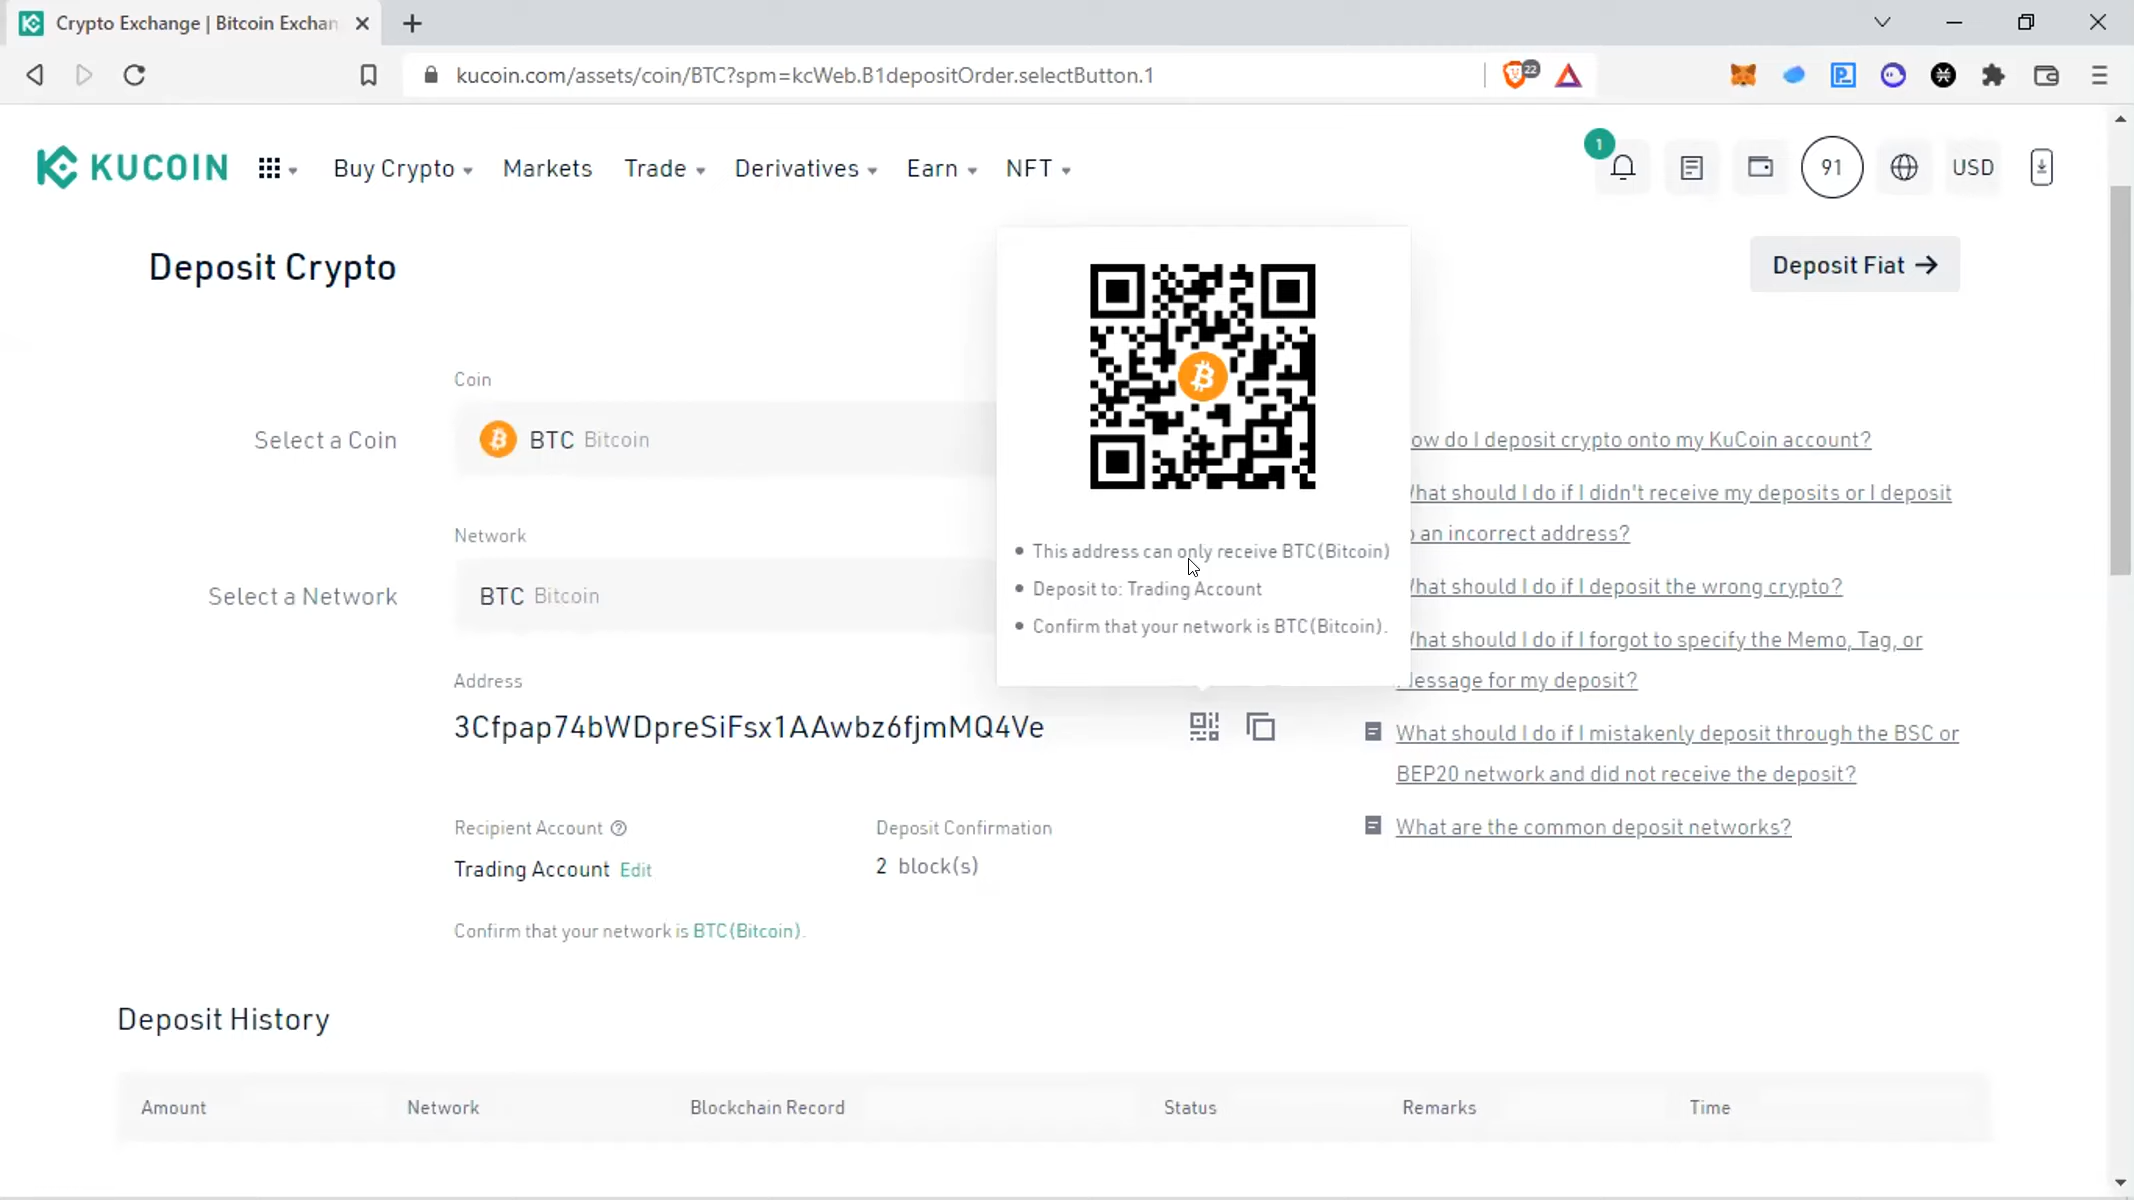 Crypto Exchange | Bitcoin Exchan
kucoin.com/assets/coin/BTC?spm=kcWeb.B1depositOrder.selectButton.1
22
KUCOIN
Buy Crypto
Markets
Trade
Derivatives
Earn
NFT
1
91
USD
Deposit Crypto
Deposit Fiat →
Coin
Select a Coin
BTC Bitcoin
Network
Select a Network
BTC Bitcoin
• This address can only receive BTC(Bitcoin)
• Deposit to: Trading Account
• Confirm that your network is BTC(Bitcoin).
ow do I deposit crypto onto my KuCoin account?
hat should I do if I didn't receive my deposits or I deposit
an incorrect address?
hat should I do if I deposit the wrong crypto?
hat should I do if I forgot to specify the Memo, Tag, or
essage for my deposit?
What should I do if I mistakenly deposit through the BSC or
BEP20 network and did not receive the deposit?
What are the common deposit networks?
Address
3Cfpap74bWDpreSiFsx1AAwbz6fjmMQ4Ve
Recipient Account
Trading Account Edit
Deposit Confirmation
2 block(s)
Confirm that your network is BTC(Bitcoin).
Deposit History
Amount
Network
Blockchain Record
Status
Remarks
Time